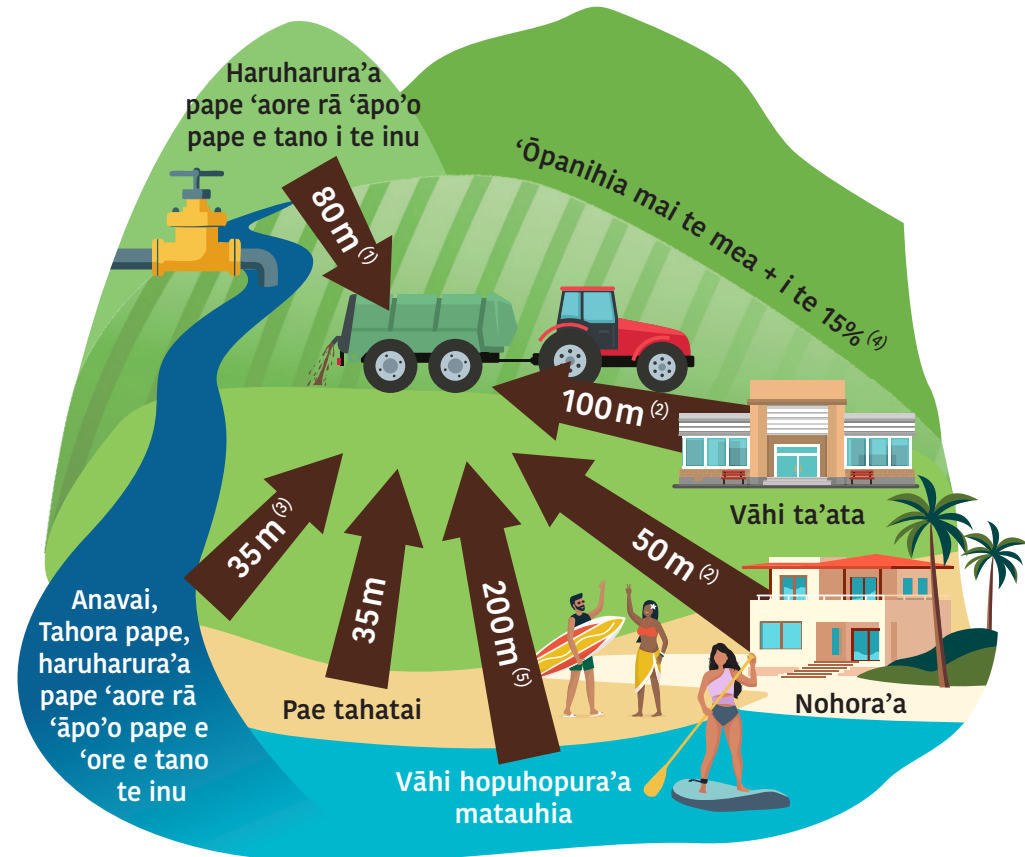 Haruharura’a
pape ‘aore rā ‘āpo’o
pape e tano i te inu
80 m (1)
‘Ōpanihia mai te mea + i te 15% (4)
100 m (2)
Vāhi ta’ata
50 m (2)
Nohora’a
35 m (3)
Anavai,
Tahora pape,
haruharura’a
pape ‘aore rā
‘āpo’o pape e
‘ore e tano
te inu
35 m
Pae tahatai
200 m (5)
Vāhi hopuhopura’a
matauhia